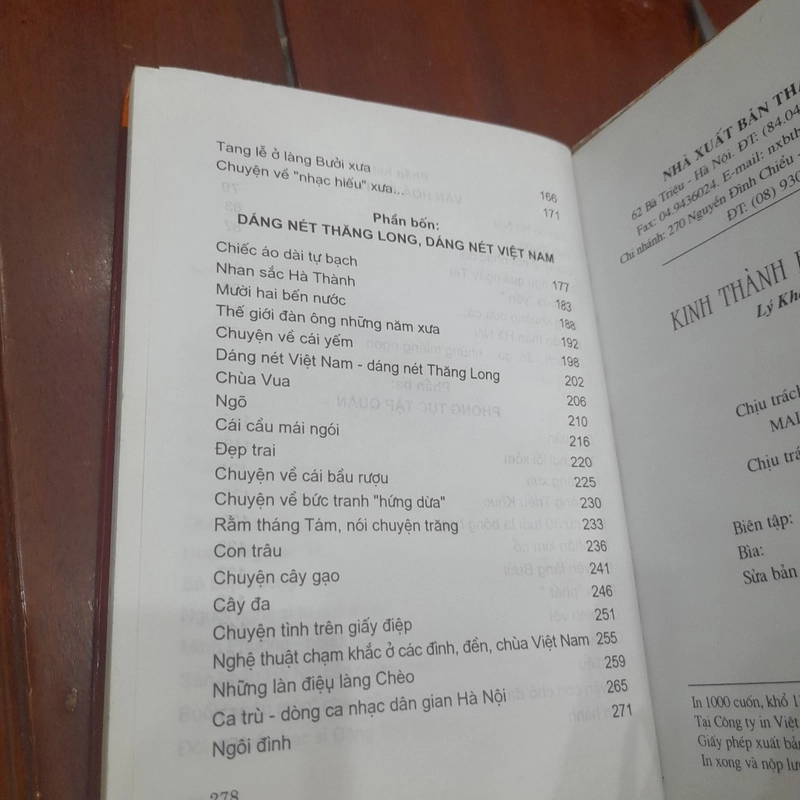 Tang lễ ở làng Bưởi xưa 166
Chuyện về "nhạc hiếu" xưa... 171
Phần bốn:
DÁNG NÉT THĂNG LONG, DÁNG NÉT VIỆT NAM
Chiếc áo dài tự bạch 177
Nhan sắc Hà Thành 183
Mười hai bến nước 188
Thế giới đàn ông những năm xưa 192
Chuyện về cái yếm 198
Dáng nét Việt Nam - dáng nét Thăng Long 202
Chùa Vua 206
Ngõ 210
Cái cẩu mái ngói 216
Đẹp trai 220
Chuyện về cái bầu rượu 225
Chuyện về bức tranh "hứng dừa" 230
Rằm tháng Tám, nói chuyện trăng 233
Con trâu 236
Chuyện cây gạo 241
Cây đa 246
Chuyện tình trên giấy điệp 251
Nghệ thuật chạm khắc ở các đình, đền, chùa Việt Nam 255
Những làn điệu làng Chèo 259
Ca trù - dòng ca nhạc dân gian Hà Nội 265
Ngôi đình 271
278
NHÀ XUẤT BẢN
62 Bà Triệu - Hà Nội. ĐT: (84.04
Fax: 04.9436024. E-mail: nxbth
Chi nhánh: 270 Nguyễn Đình Chiểu
ĐT: (08) 930
KINH THÀNH
Lý Kh
Chịu trách
MAI
Chịu trá
Biên tập:
Bìa:
Sửa bản
In 1000 cuốn, khổ 1
Tại Công ty in Việt
Giấy phép xuất bản
In xong và nộp lưu